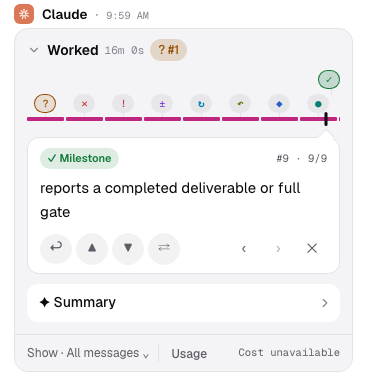 Claude · 9:59 AM
Worked 16m 0s ? #1
✓
? × ! ± ↻ ↶ ◆ ●
✓ Milestone #9 · 9/9
reports a completed deliverable or full
gate
↩ ▲ ▼ ⇄ ‹ › ×
✦ Summary ›
Show · All messages ⌄ Usage Cost unavailable